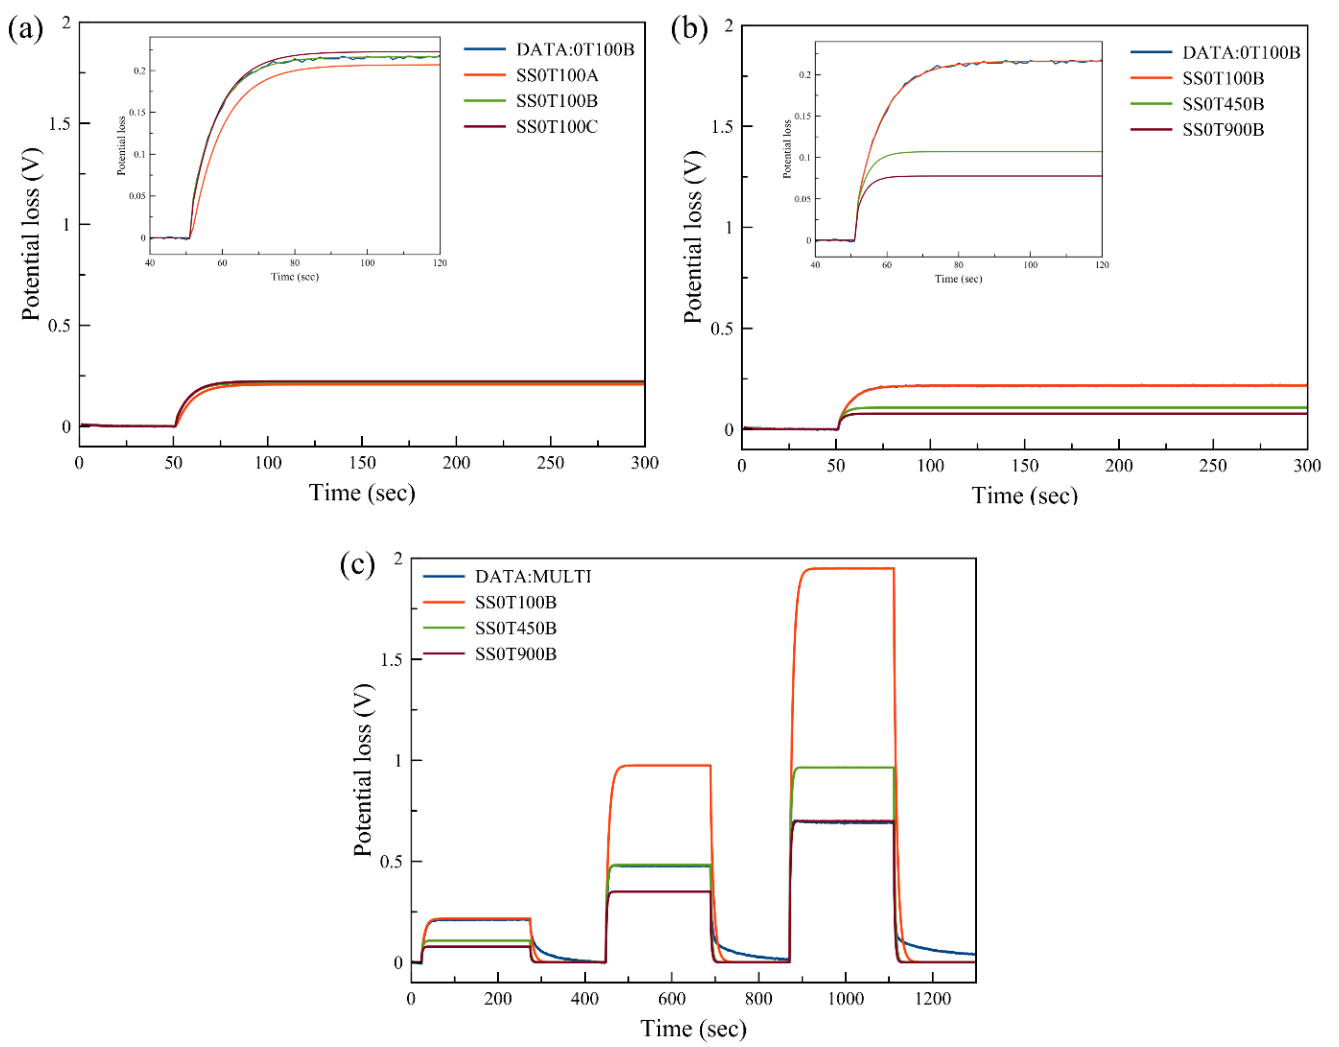 (a)
2
1.5
1
0.5
0
Potential loss (V)
0
50
100
150
200
250
300
Time (sec)
DATA:0T100B
SS0T100A
SS0T100B
SS0T100C
0.2
0.15
0.1
0.05
0
Potential loss
40
60
80
100
120
Time (sec)
(b)
2
1.5
1
0.5
0
Potential loss (V)
0
50
100
150
200
250
300
Time (sec)
DATA:0T100B
SS0T100B
SS0T450B
SS0T900B
0.2
0.15
0.1
0.05
0
Potential loss
40
60
80
100
120
Time (sec)
(c)
2
1.5
1
0.5
0
Potential loss (V)
0
200
400
600
800
1000
1200
Time (sec)
DATA:MULTI
SS0T100B
SS0T450B
SS0T900B